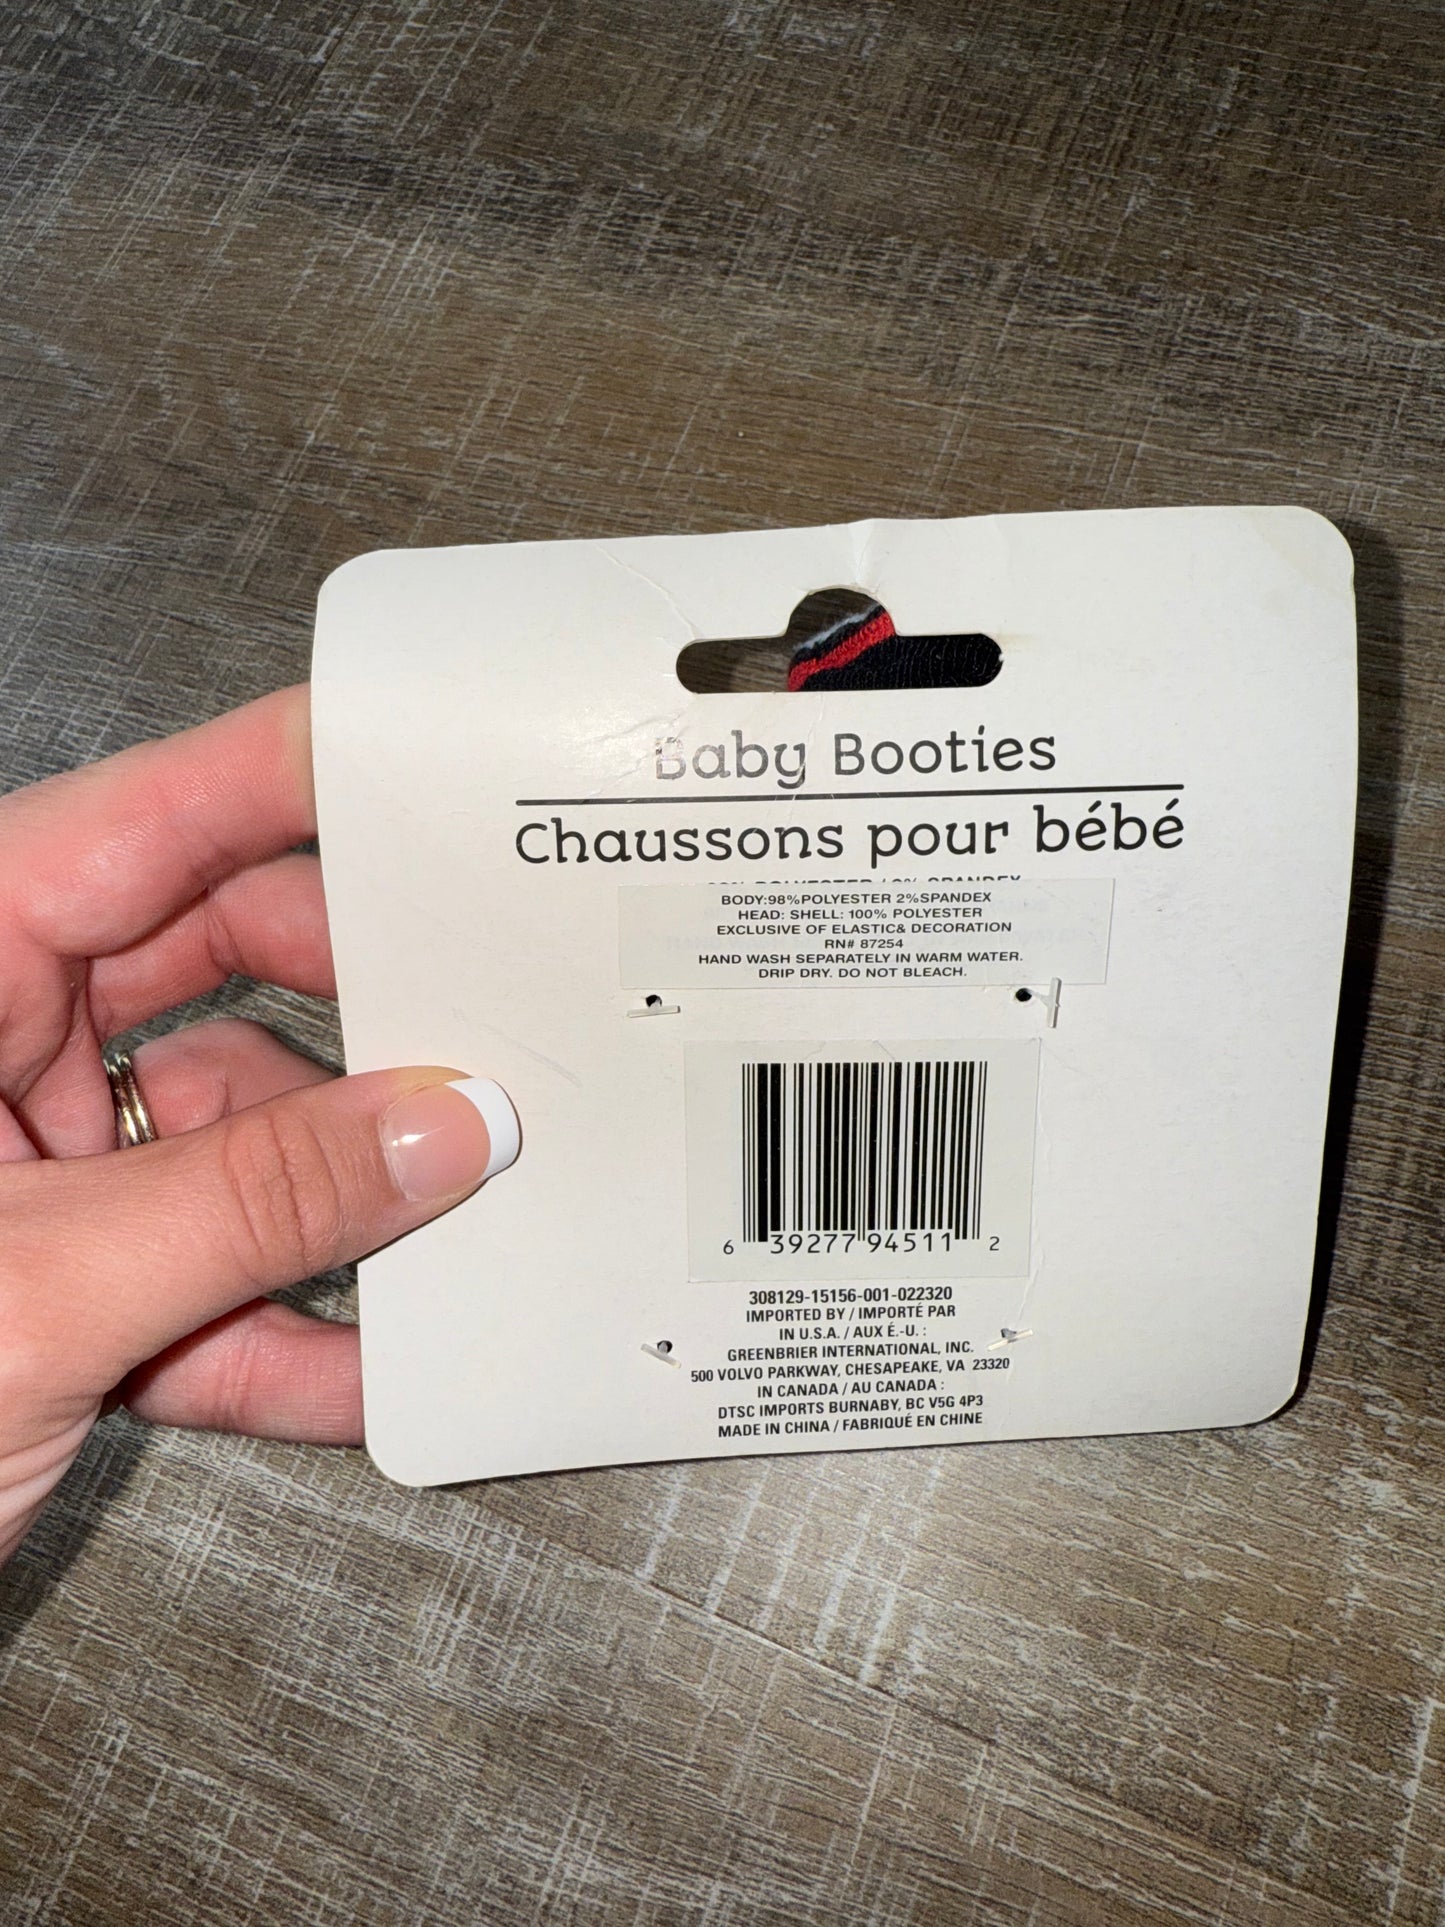 Baby Booties
Chaussons pour bébé
BODY:98%POLYESTER 2%SPANDEX
HEAD: SHELL: 100% POLYESTER
EXCLUSIVE OF ELASTIC& DECORATION
RN# 87254
HAND WASH SEPARATELY IN WARM WATER.
DRIP DRY. DO NOT BLEACH.
6 39277 94511 2
308129-15156-001-022320
IMPORTED BY / IMPORTÉ PAR
IN U.S.A. / AUX É.-U. :
GREENBRIER INTERNATIONAL, INC.
500 VOLVO PARKWAY, CHESAPEAKE, VA 23320
IN CANADA / AU CANADA :
DTSC IMPORTS BURNABY, BC V5G 4P3
MADE IN CHINA / FABRIQUÉ EN CHINE